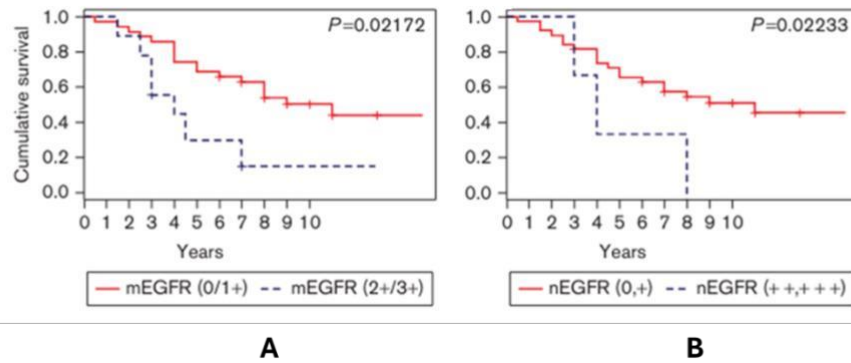 P=0.02172
Cumulative survival
1.0
0.8
0.6
0.4
0.2
0.0
0 1 2 3 4 5 6 7 8 9 10
Years
mEGFR (0/1+) mEGFR (2+/3+)
A
P=0.02233
1.0
0.8
0.6
0.4
0.2
0.0
0 1 2 3 4 5 6 7 8 9 10
Years
nEGFR (0,+) nEGFR (++,+++)
B